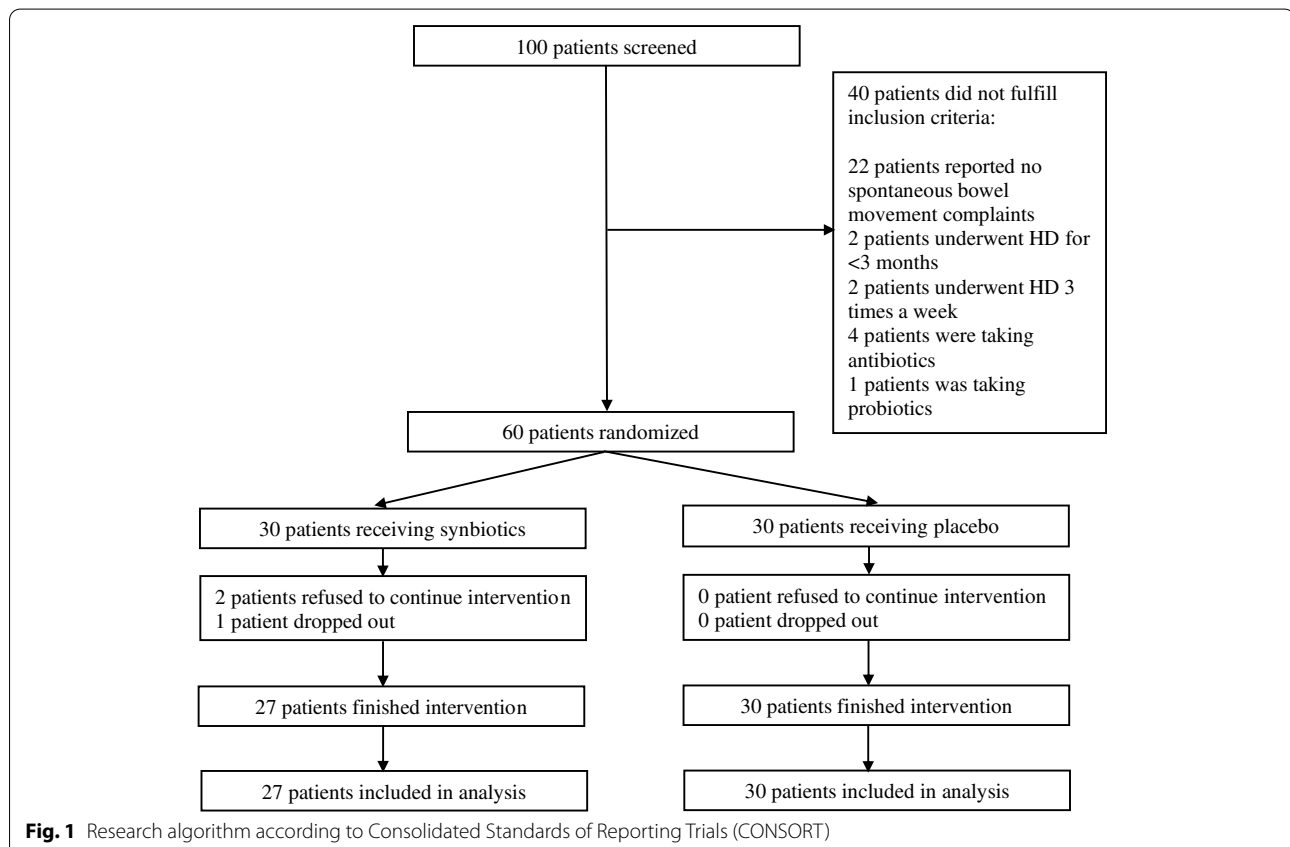 100 patients screened
40 patients did not fulfill
inclusion criteria:
22 patients reported no
spontaneous bowel
movement complaints
2 patients underwent HD for
<3 months
2 patients underwent HD 3
times a week
4 patients were taking
antibiotics
1 patients was taking
probiotics
60 patients randomized
30 patients receiving synbiotics
30 patients receiving placebo
2 patients refused to continue intervention
1 patient dropped out
0 patient refused to continue intervention
0 patient dropped out
27 patients finished intervention
30 patients finished intervention
27 patients included in analysis
30 patients included in analysis
Fig. 1 Research algorithm according to Consolidated Standards of Reporting Trials (CONSORT)